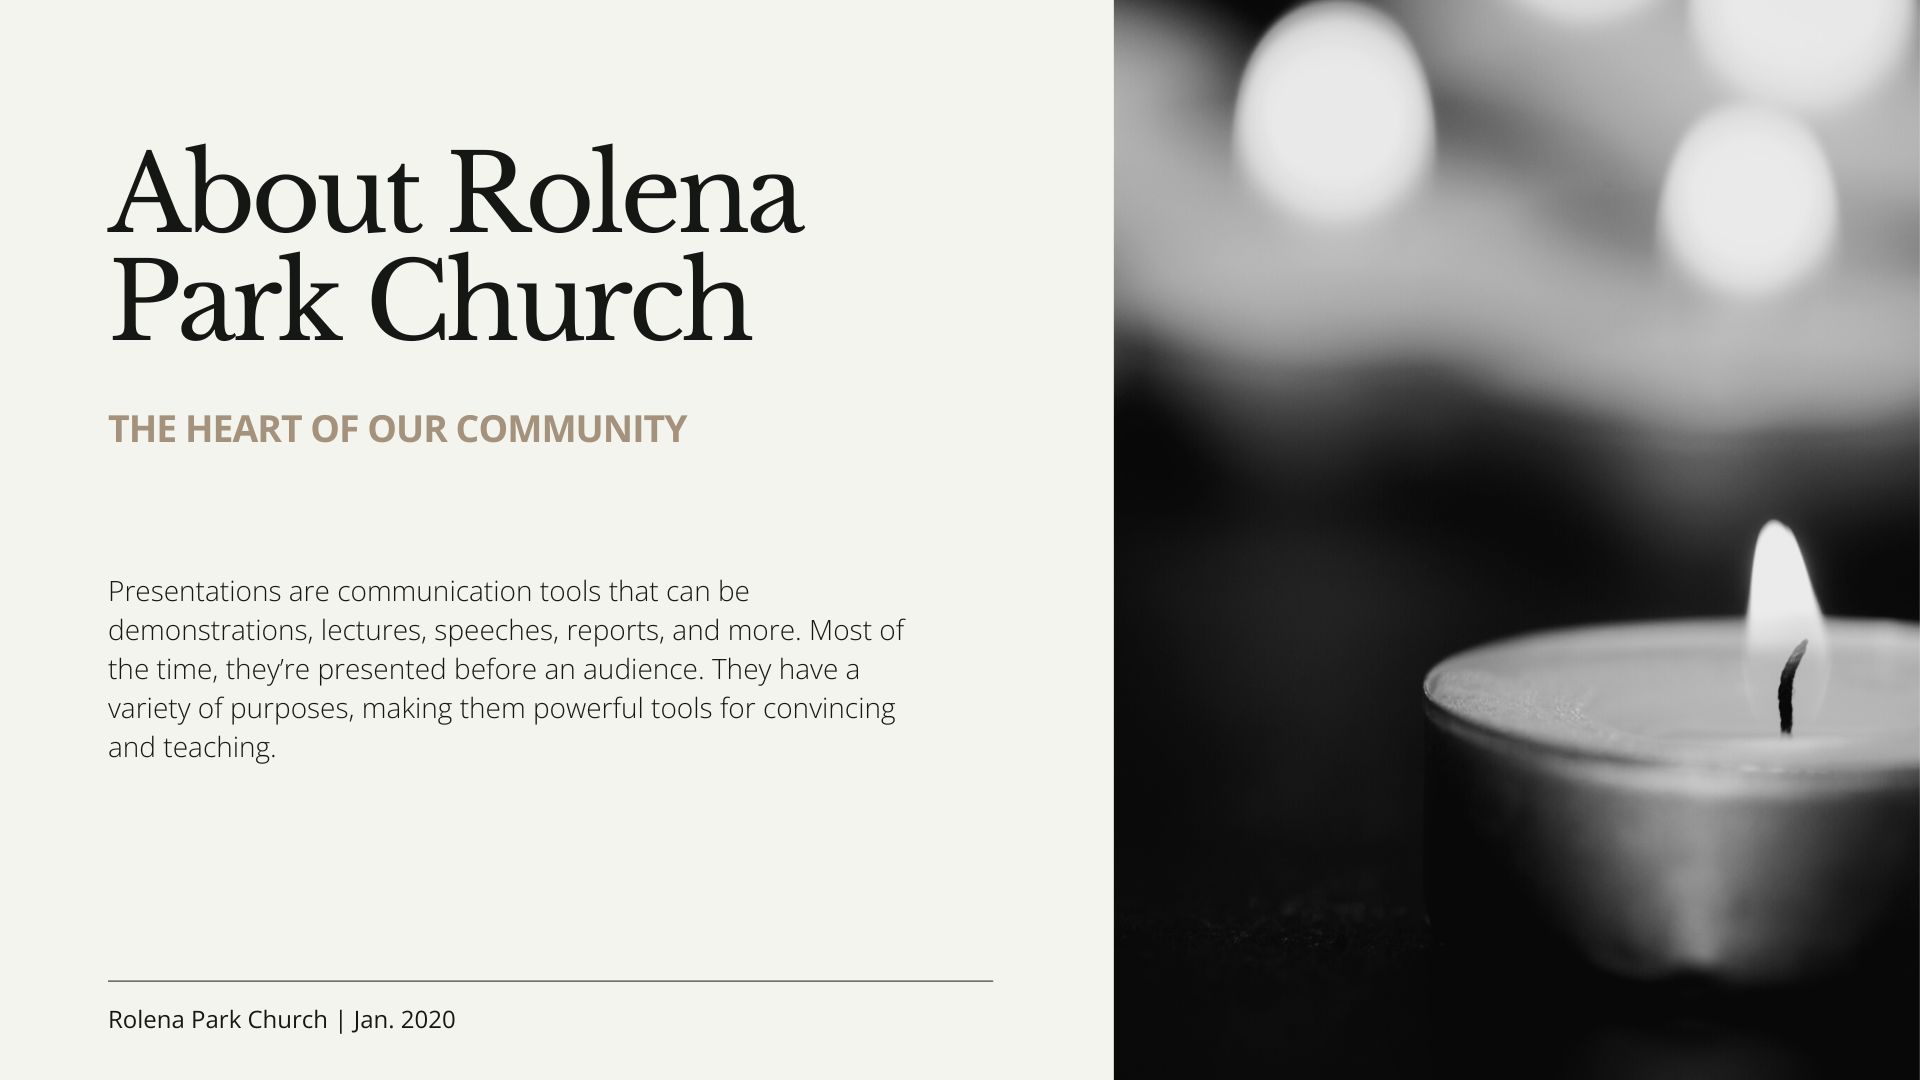 About Rolena
Park Church
THE HEART OF OUR COMMUNITY
Presentations are communication tools that can be
demonstrations, lectures, speeches, reports, and more. Most of
the time, they’re presented before an audience. They have a
variety of purposes, making them powerful tools for convincing
and teaching.
Rolena Park Church | Jan. 2020